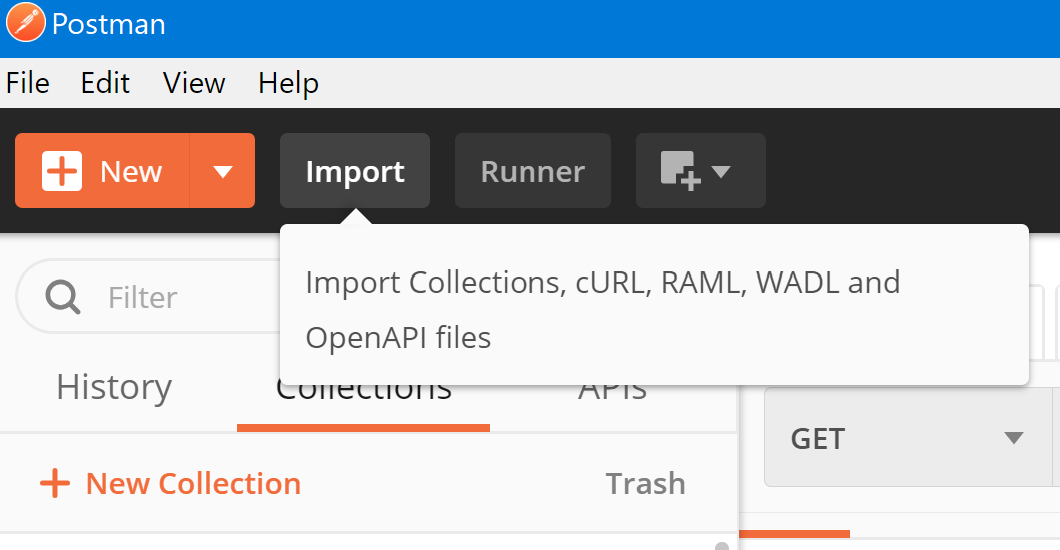 Postman
File Edit View Help
New Import Runner
Import Collections, cURL, RAML, WADL and
OpenAPI files
Filter
History Collections APIs
GET
New Collection Trash